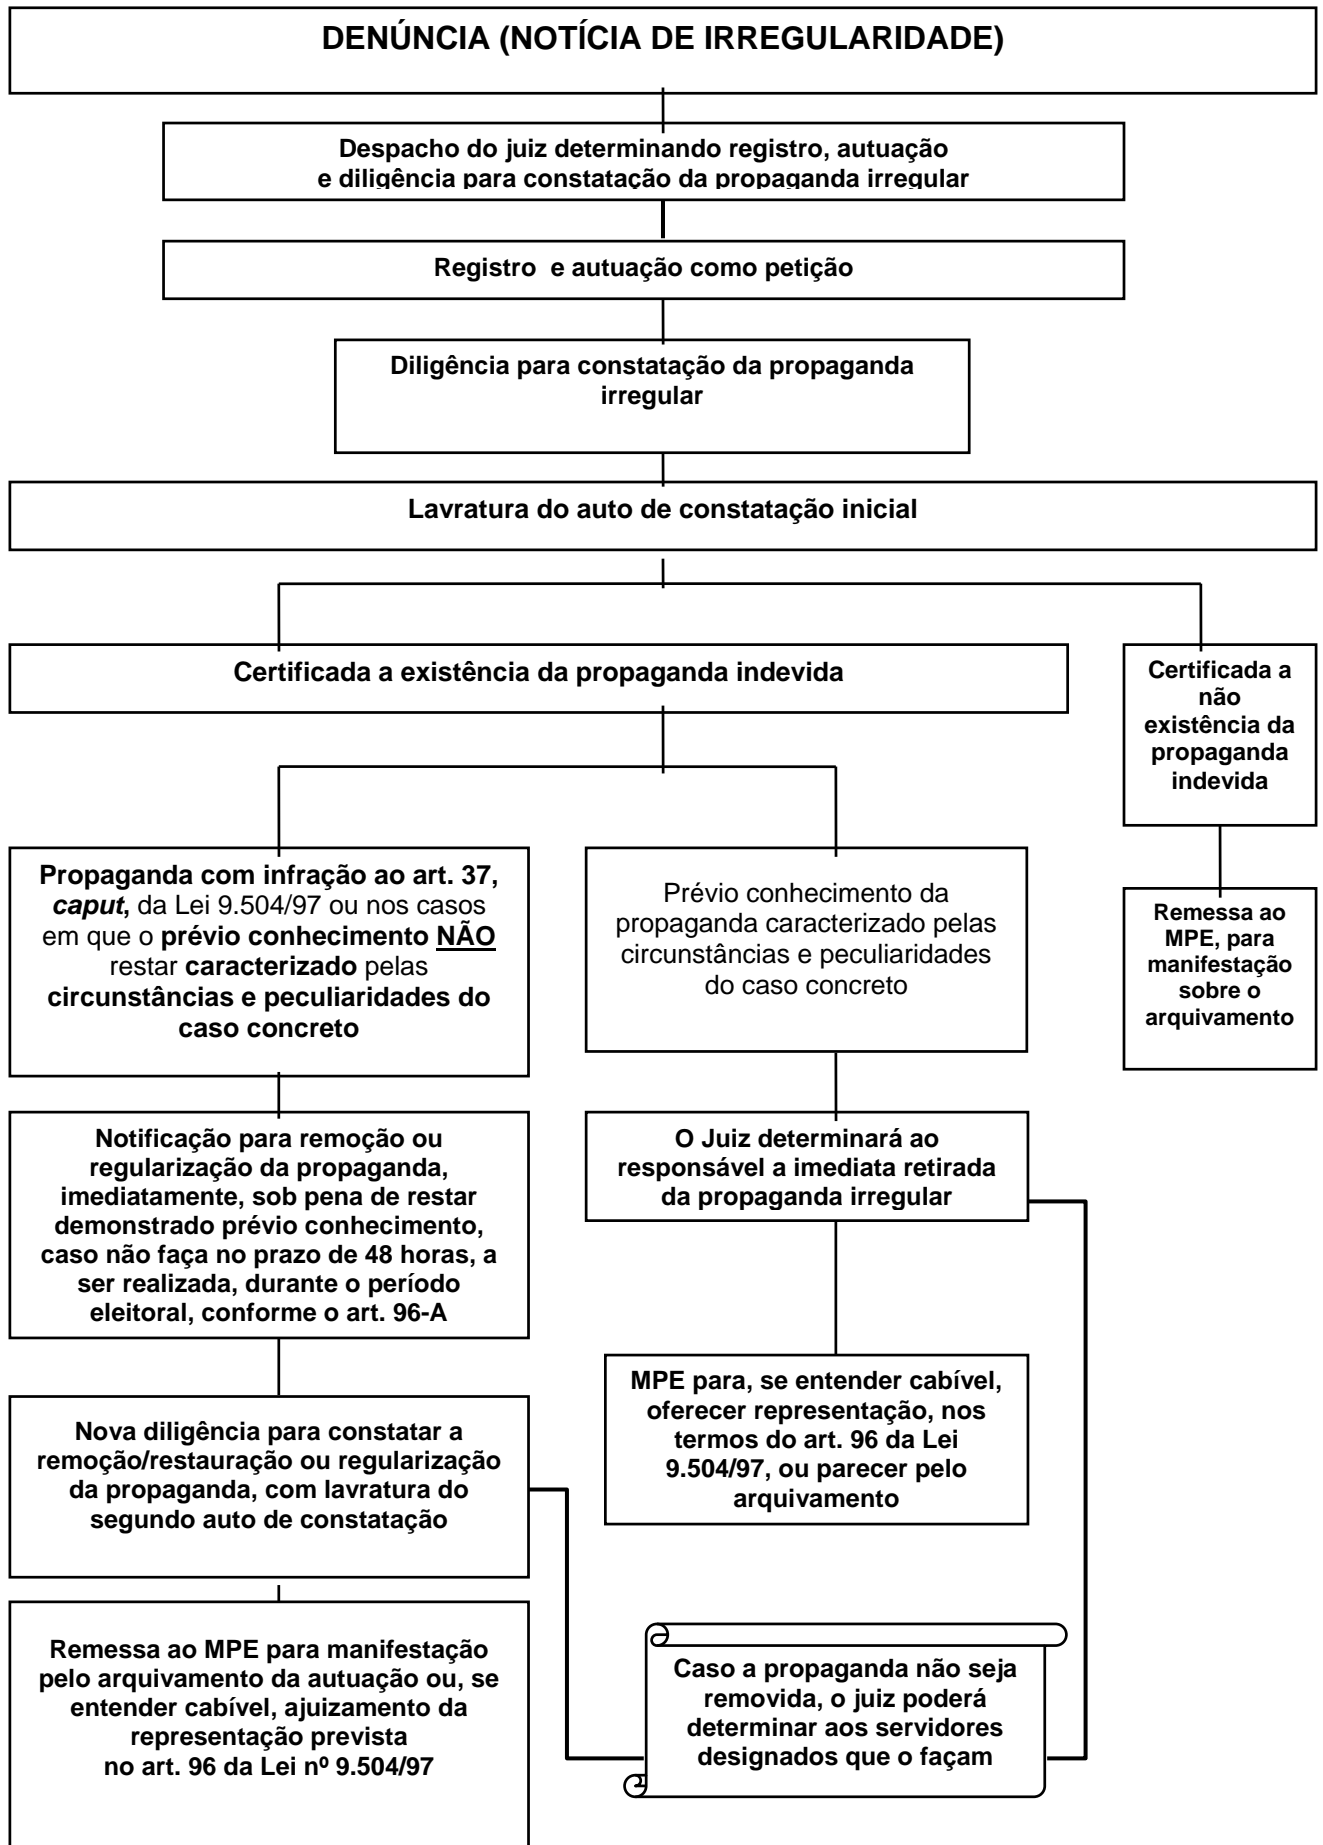 DENÚNCIA (NOTÍCIA DE IRREGULARIDADE)
Despacho do juiz determinando registro, autuação
e diligência para constatação da propaganda irregular
Registro e autuação como petição
Diligência para constatação da propaganda
irregular
Lavratura do auto de constatação inicial
Certificada a existência da propaganda indevida
Certificada a
não
existência da
propaganda
indevida
Propaganda com infração ao art. 37,
caput, da Lei 9.504/97 ou nos casos
em que o prévio conhecimento NÃO
restar caracterizado pelas
circunstâncias e peculiaridades do
caso concreto
Prévio conhecimento da
propaganda caracterizado pelas
circunstâncias e peculiaridades
do caso concreto
Remessa ao
MPE, para
manifestação
sobre o
arquivamento
Notificação para remoção ou
regularização da propaganda,
imediatamente, sob pena de restar
demonstrado prévio conhecimento,
caso não faça no prazo de 48 horas, a
ser realizada, durante o período
eleitoral, conforme o art. 96-A
O Juiz determinará ao
responsável a imediata retirada
da propaganda irregular
MPE para, se entender cabível,
oferecer representação, nos
termos do art. 96 da Lei
9.504/97, ou parecer pelo
arquivamento
Nova diligência para constatar a
remoção/restauração ou regularização
da propaganda, com lavratura do
segundo auto de constatação
Remessa ao MPE para manifestação
pelo arquivamento da autuação ou, se
entender cabível, ajuizamento da
representação prevista
no art. 96 da Lei nº 9.504/97
Caso a propaganda não seja
removida, o juiz poderá
determinar aos servidores
designados que o façam